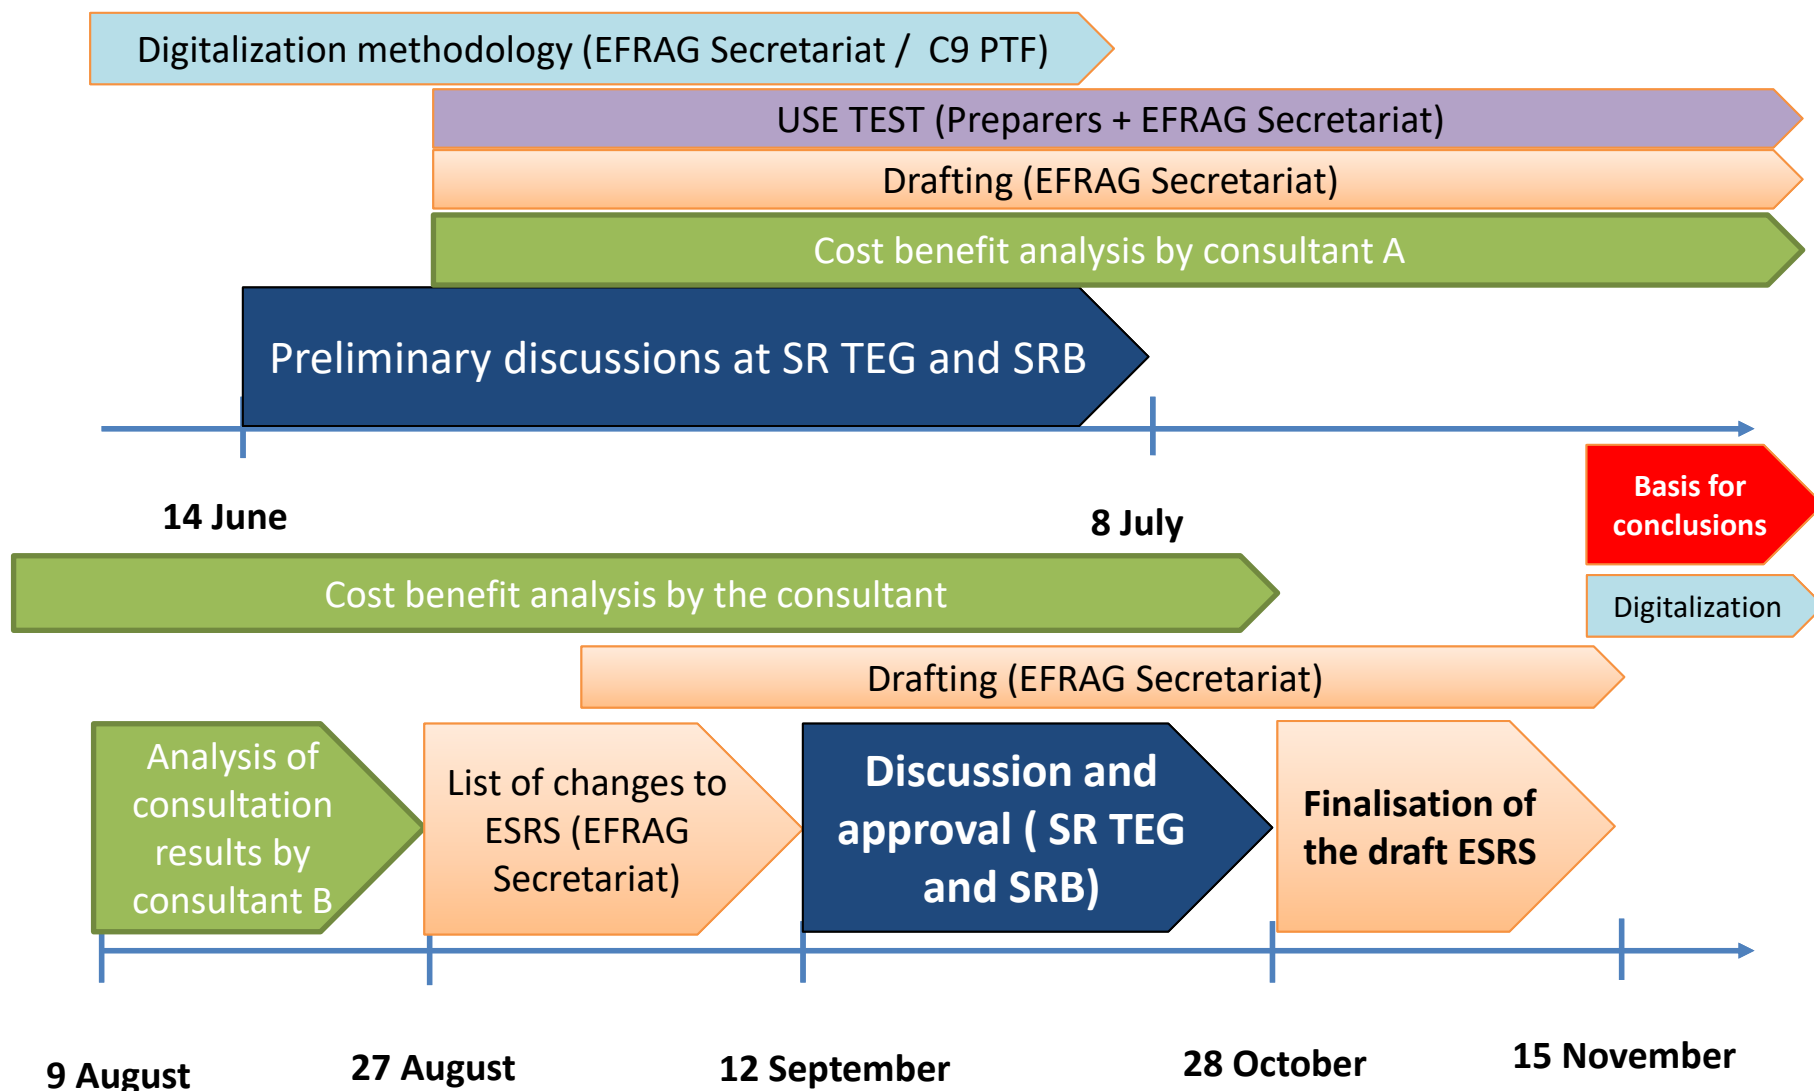 Digitalization methodology (EFRAG Secretariat / C9 PTF)
USE TEST (Preparers + EFRAG Secretariat)
Drafting (EFRAG Secretariat)
Cost benefit analysis by consultant A
Preliminary discussions at SR TEG and SRB
14 June
8 July
Basis for
conclusions
Cost benefit analysis by the consultant
Digitalization
Drafting (EFRAG Secretariat)
Analysis of
consultation
results by
consultant B
List of changes to
ESRS (EFRAG
Secretariat)
Discussion and
approval ( SR TEG
and SRB)
Finalisation of
the draft ESRS
9 August
27 August
12 September
28 October
15 November